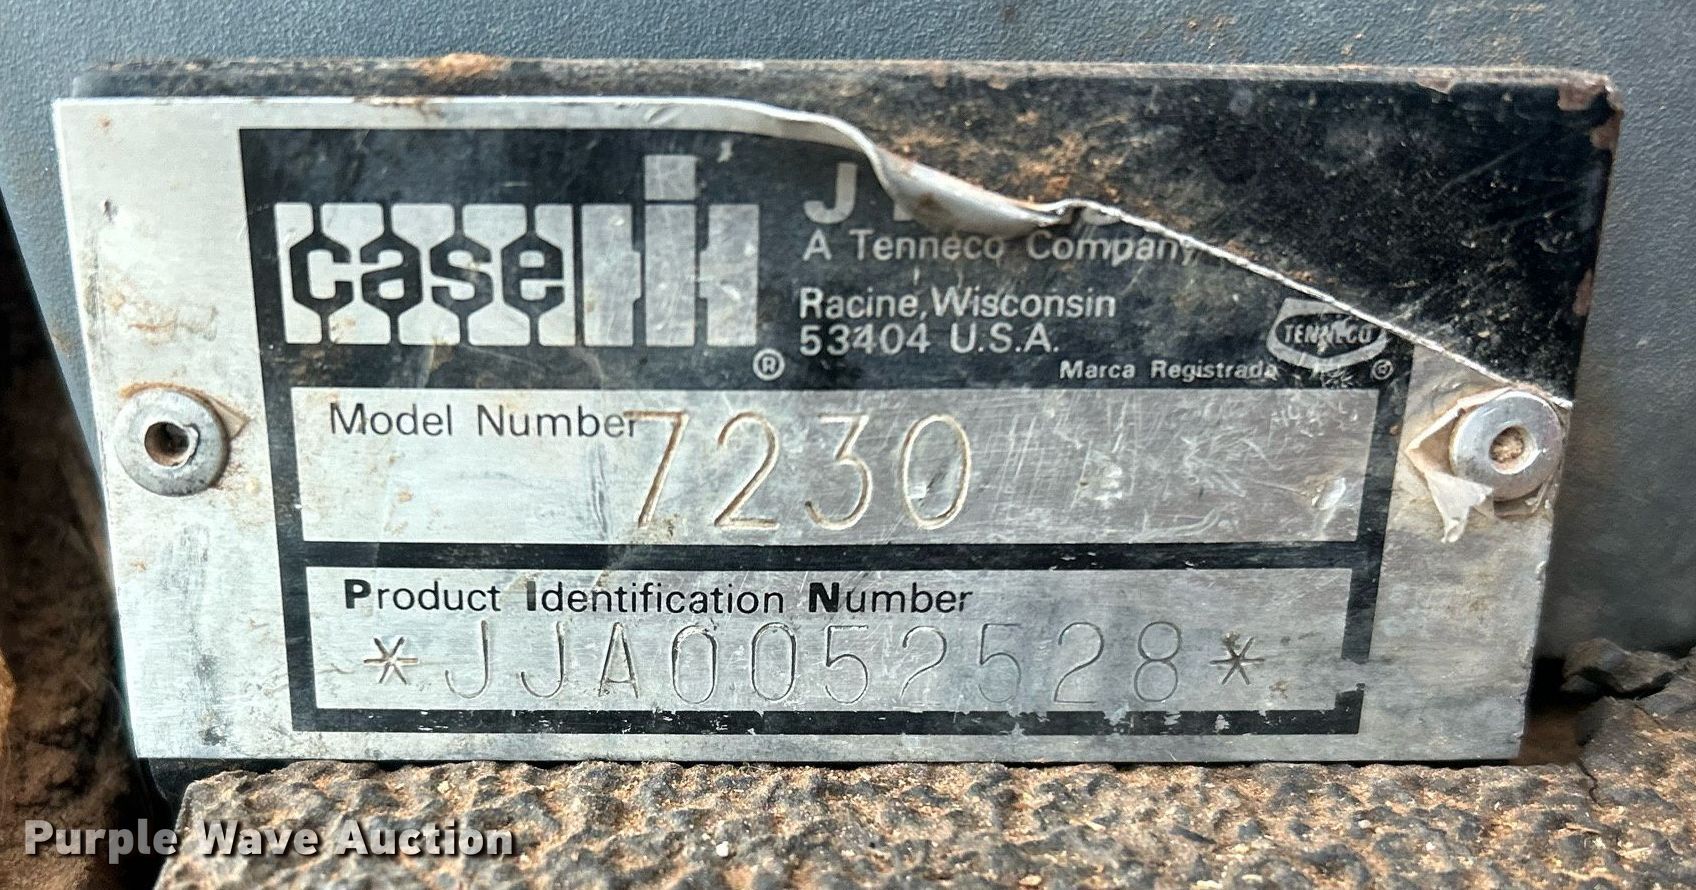 case IH ®
J
A Tenneco Company
Racine, Wisconsin
53404 U.S.A.
TENNECO
Marca Registrada ®
Model Number 7230
Product Identification Number
*JJA0052528*
Purple Wave Auction